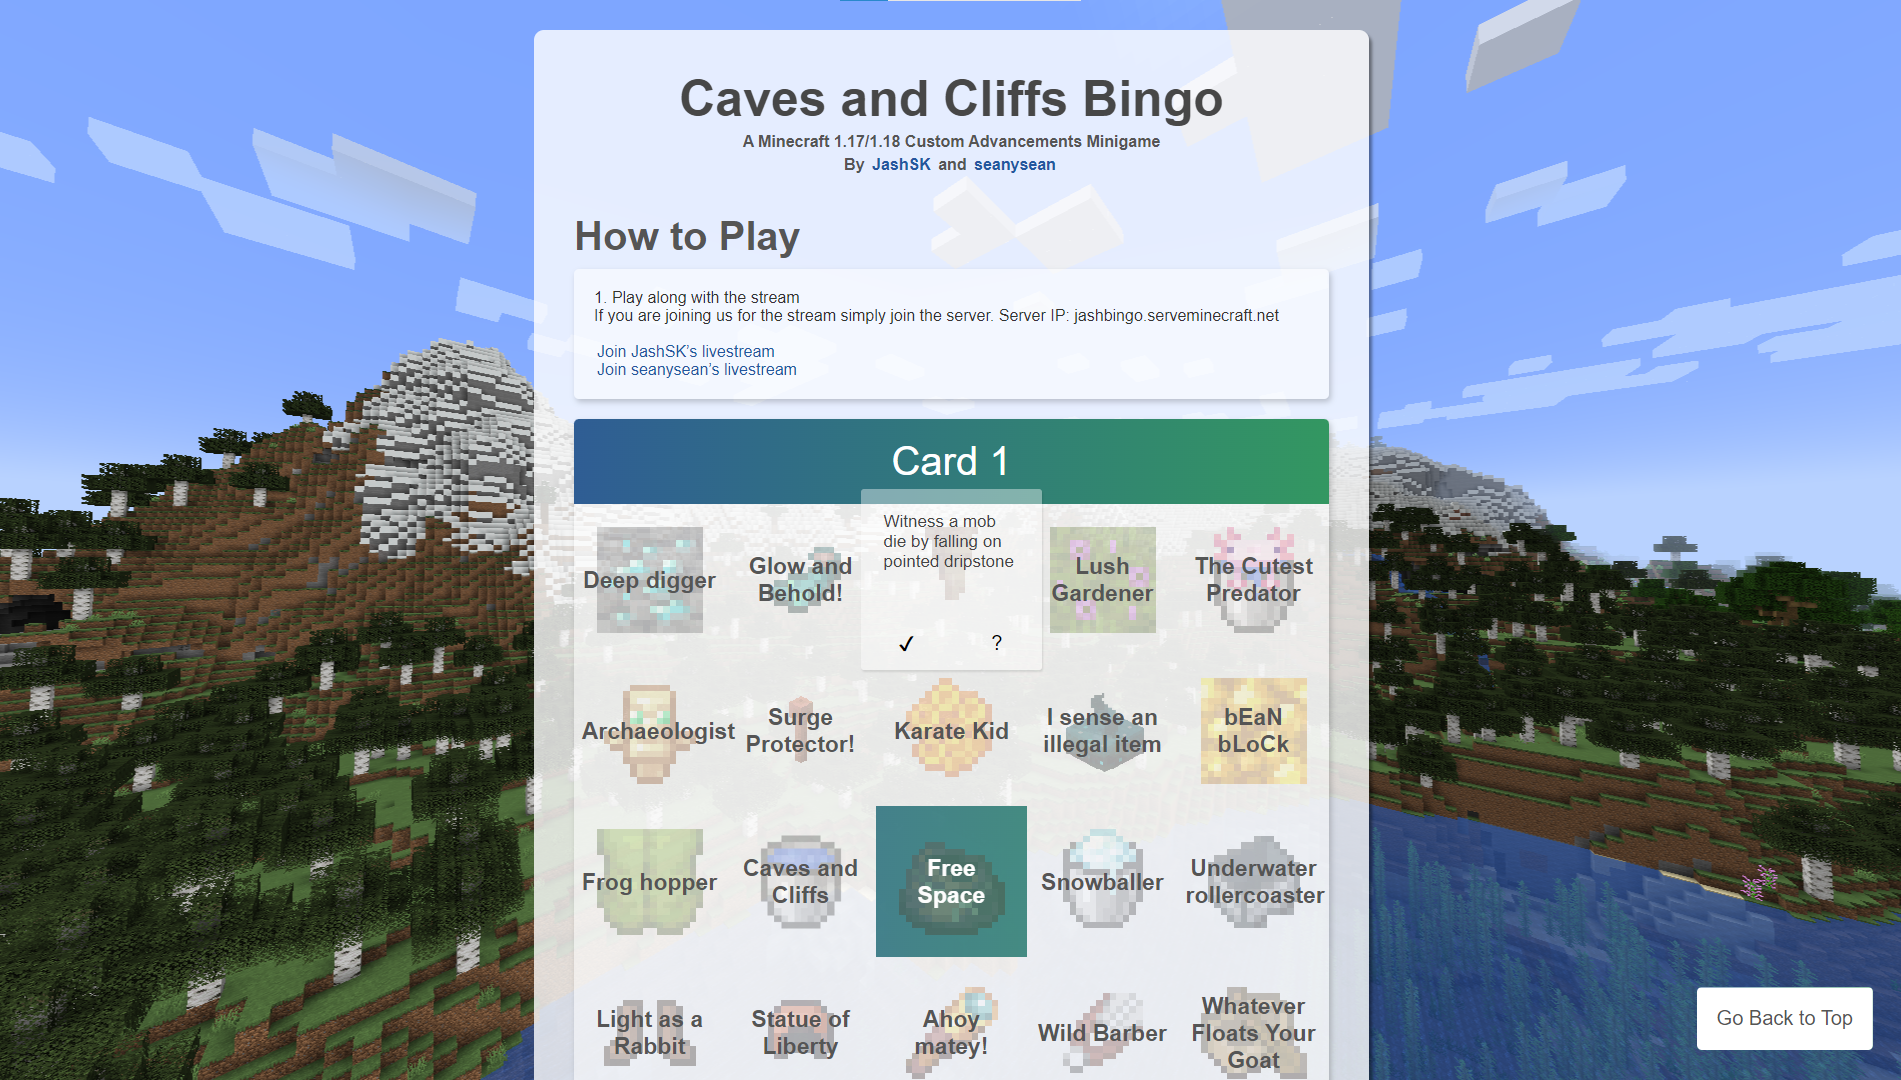 Caves and Cliffs Bingo
A Minecraft 1.17/1.18 Custom Advancements Minigame
By JashSK and seanysean
How to Play
1. Play along with the stream
If you are joining us for the stream simply join the server. Server IP: jashbingo.serveminecraft.net
Join JashSK's livestream
Join seanysean's livestream
Card 1
Deep digger
Glow and
Behold!
Witness a mob
die by falling on
pointed dripstone
✓ ?
Lush
Gardener
The Cutest
Predator
Archaeologist
Surge
Protector!
Karate Kid
I sense an
illegal item
bEaN
bLoCk
Frog hopper
Caves and
Cliffs
Free
Space
Snowballer
Underwater
rollercoaster
Light as a
Rabbit
Statue of
Liberty
Ahoy
matey!
Wild Barber
Whatever
Floats Your
Goat
Go Back to Top